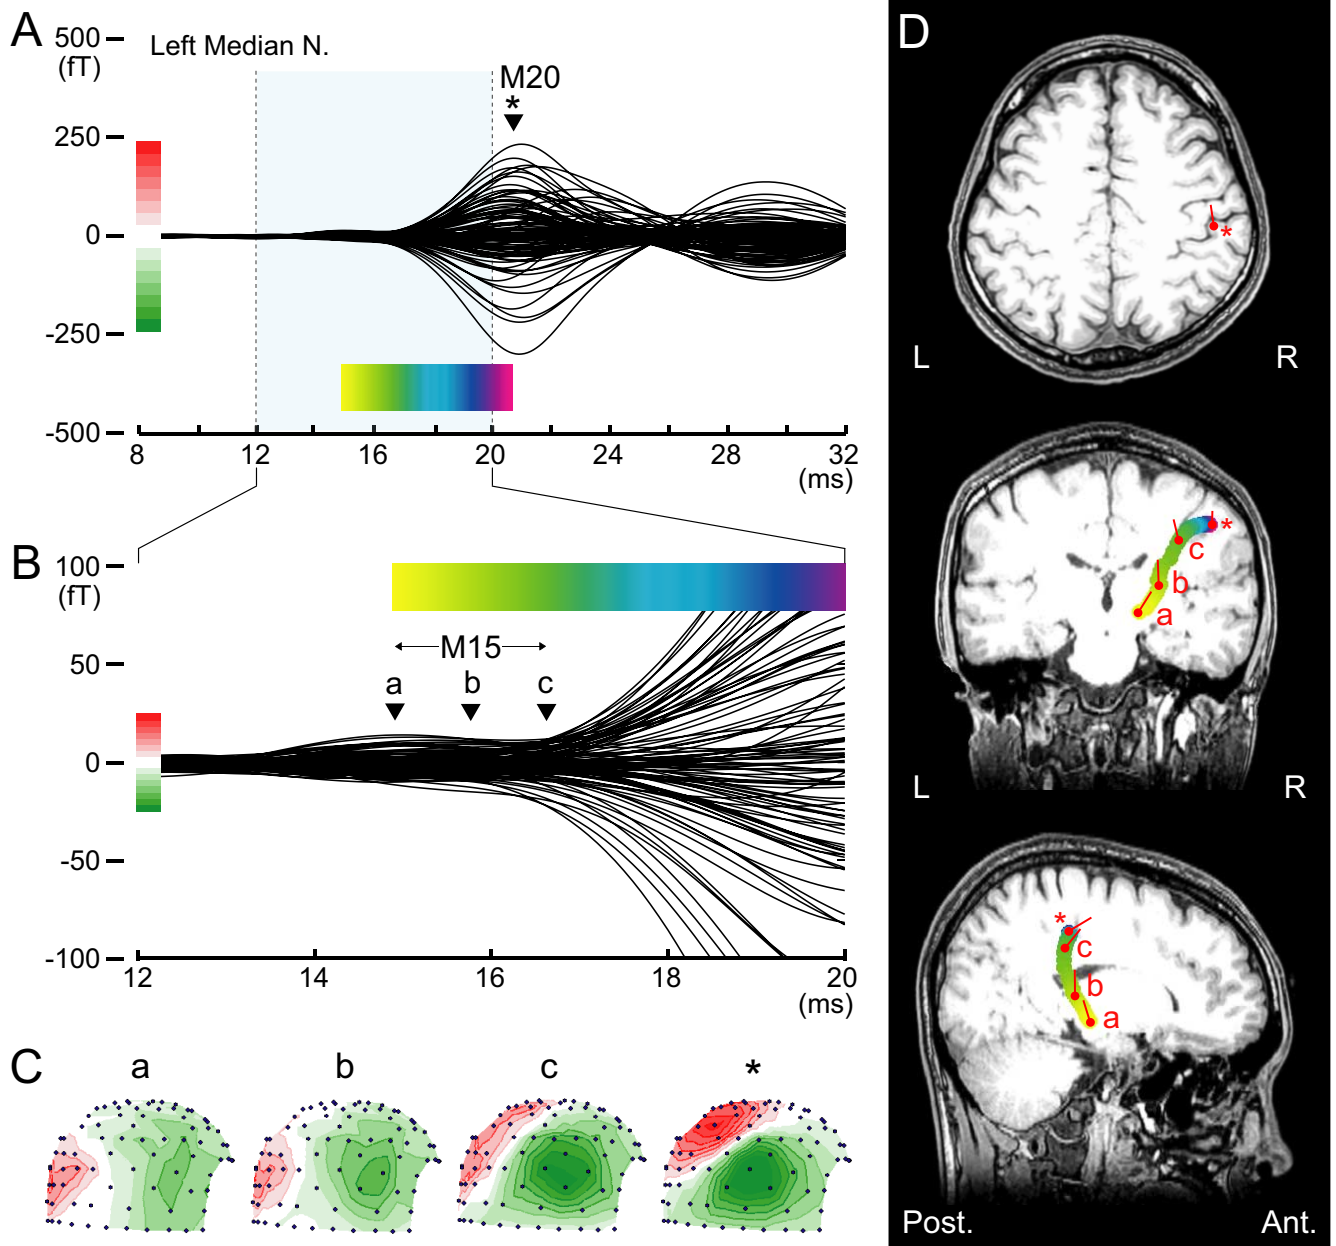 A
500
(fT)
Left Median N.
M20
*
250
0
-250
-500
8 12 16 20 24 28 32
(ms)
B
100
(fT)
M15
50
a b c
0
-50
-100
12 14 16 18 20
(ms)
C
a b c *
D
*
L R
*
c
b
a
L R
*
c
b
a
Post. Ant.